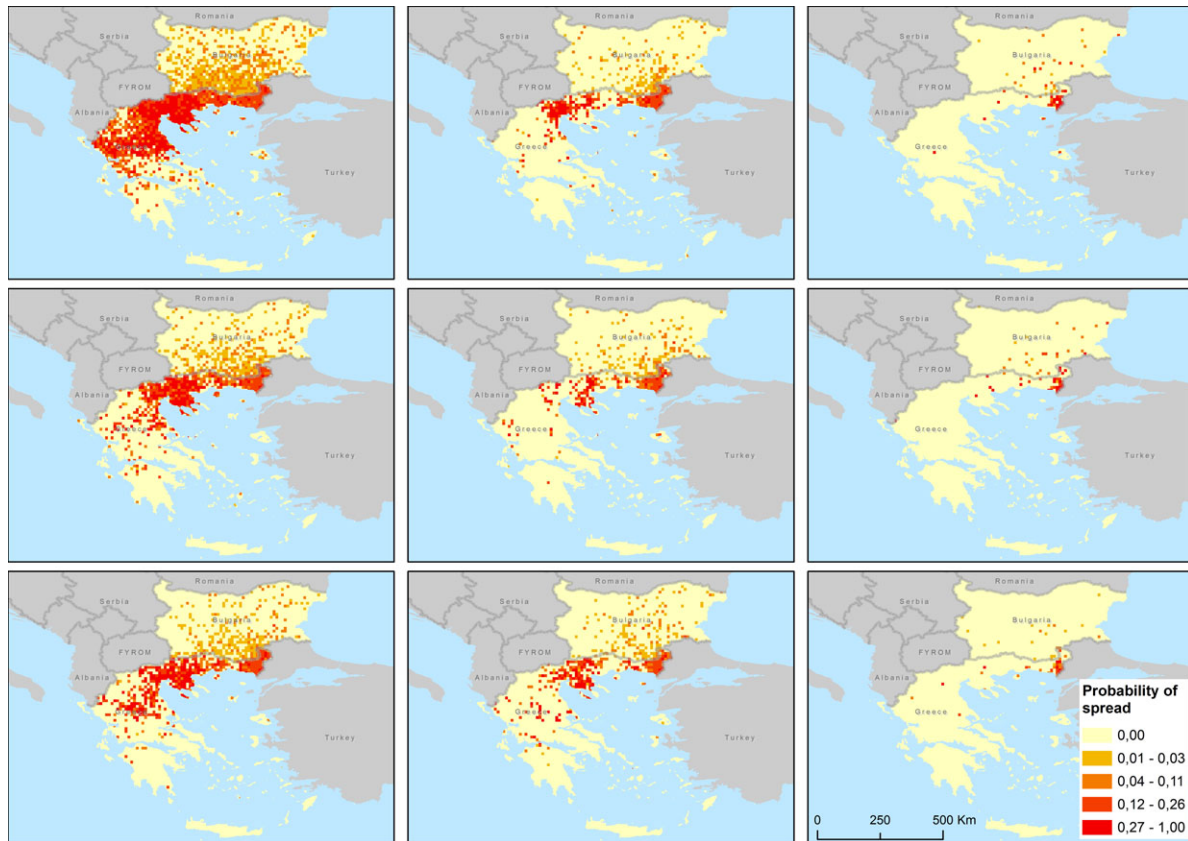 Romania
Serbia
Bulgaria
FYROM
Albania
Greece
Turkey
Romania
Serbia
Bulgaria
FYROM
Albania
Greece
Turkey
Romania
Serbia
Bulgaria
FYROM
Albania
Greece
Turkey
Romania
Serbia
Bulgaria
FYROM
Albania
Greece
Turkey
Romania
Serbia
Bulgaria
FYROM
Albania
Greece
Turkey
Romania
Serbia
Bulgaria
FYROM
Albania
Greece
Turkey
Romania
Serbia
Bulgaria
FYROM
Albania
Greece
Turkey
Romania
Serbia
Bulgaria
FYROM
Albania
Greece
Turkey
Romania
Serbia
Bulgaria
FYROM
Albania
Greece
Probability of
spread
0,00
0,01 - 0,03
0,04 - 0,11
0,12 - 0,26
0,27 - 1,00
0 250 500 Km